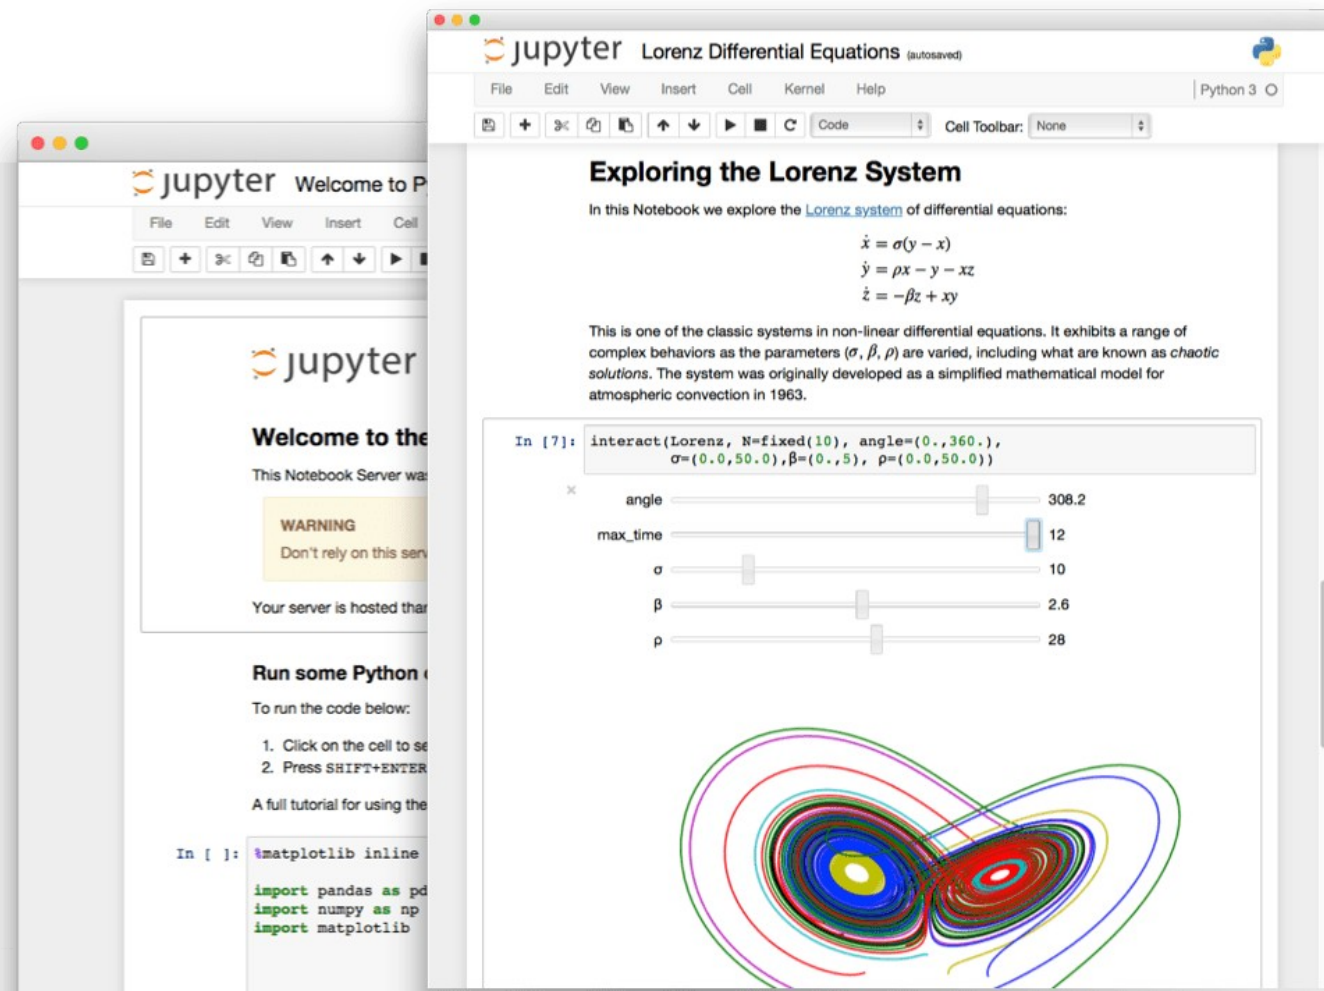 jupyter Lorenz Differential Equations (autosaved)
File Edit View Insert Cell Kernel Help Python 3
Code Cell Toolbar: None
Exploring the Lorenz System
In this Notebook we explore the Lorenz system of differential equations:
ẋ = σ(y − x)
ẏ = ρx − y − xz
ż = −βz + xy
This is one of the classic systems in non-linear differential equations. It exhibits a range of
complex behaviors as the parameters (σ, β, ρ) are varied, including what are known as chaotic
solutions. The system was originally developed as a simplified mathematical model for
atmospheric convection in 1963.
In [7]: interact(Lorenz, N=fixed(10), angle=(0.,360.),
σ=(0.0,50.0),β=(0.,5), ρ=(0.0,50.0))
angle 308.2
max_time 12
σ 10
β 2.6
ρ 28
jupyter Welcome to P
File Edit View Insert Cell
jupyter
Welcome to the
This Notebook Server was
WARNING
Don't rely on this serv
Your server is hosted than
Run some Python
To run the code below:
1. Click on the cell to se
2. Press SHIFT+ENTER
A full tutorial for using the
In [ ]: %matplotlib inline
import pandas as pd
import numpy as np
import matplotlib